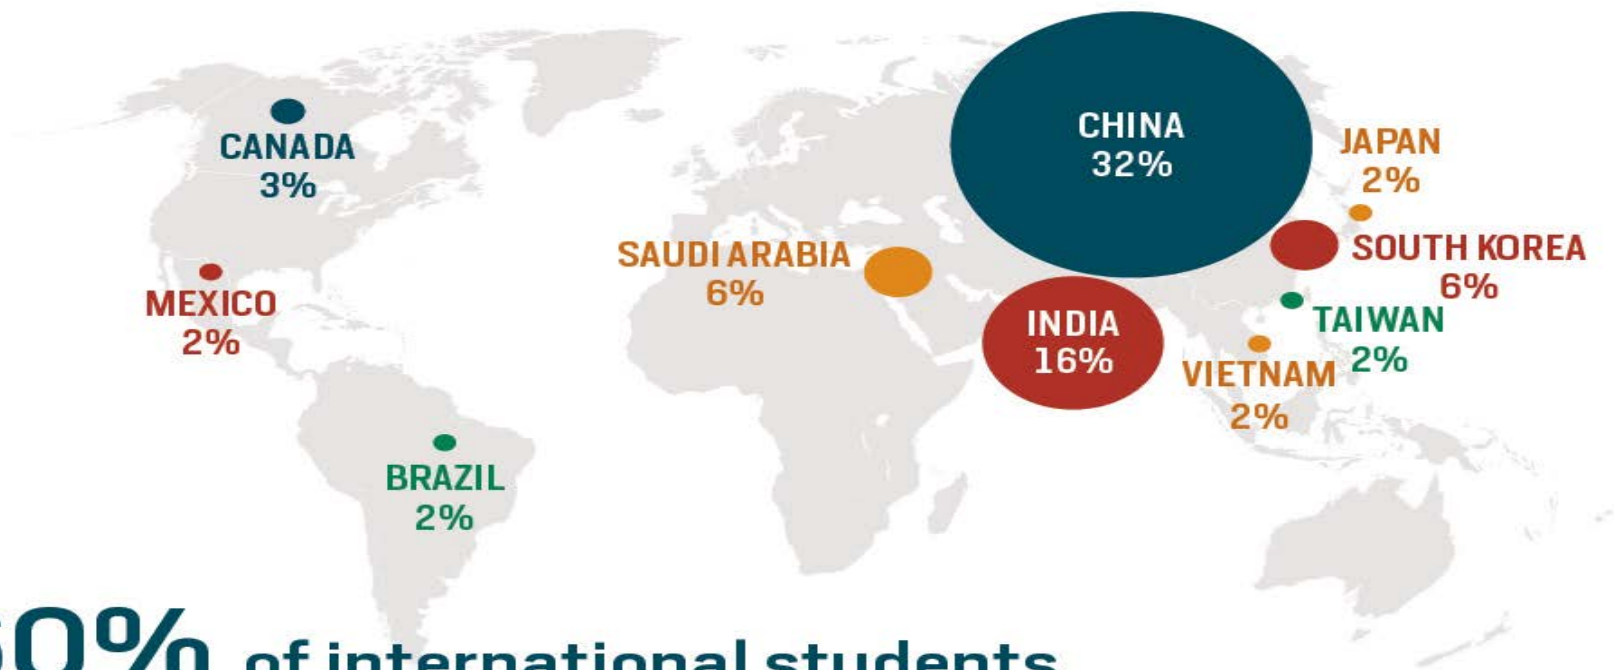 CANADA
3%
MEXICO
2%
BRAZIL
2%
SAUDI ARABIA
6%
CHINA
32%
INDIA
16%
JAPAN
2%
SOUTH KOREA
6%
TAIWAN
2%
VIETNAM
2%
of international students